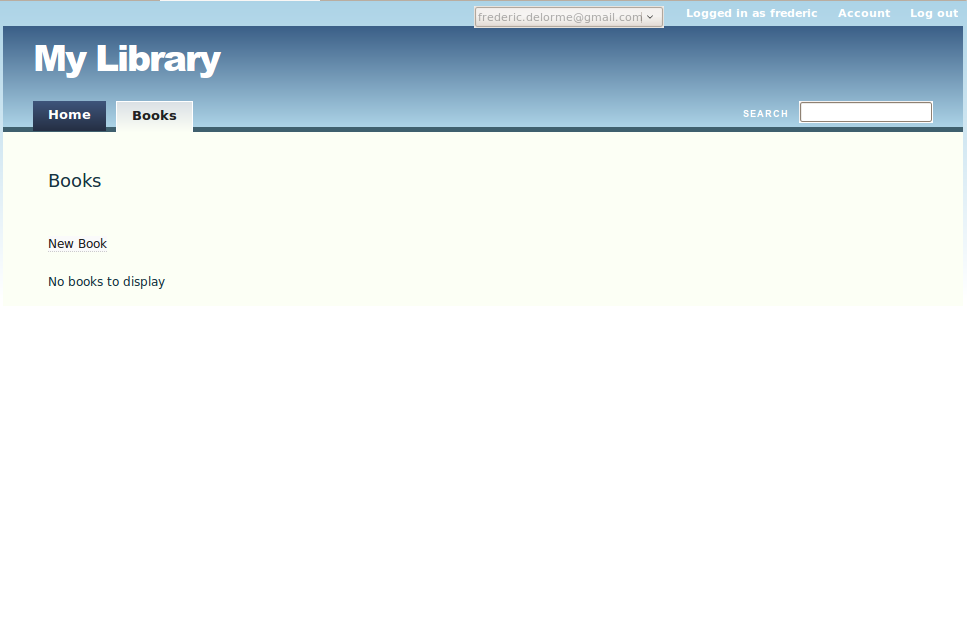 frederic.delorme@gmail.com Logged in as frederic Account Log out
My Library
Home Books SEARCH
Books
New Book
No books to display